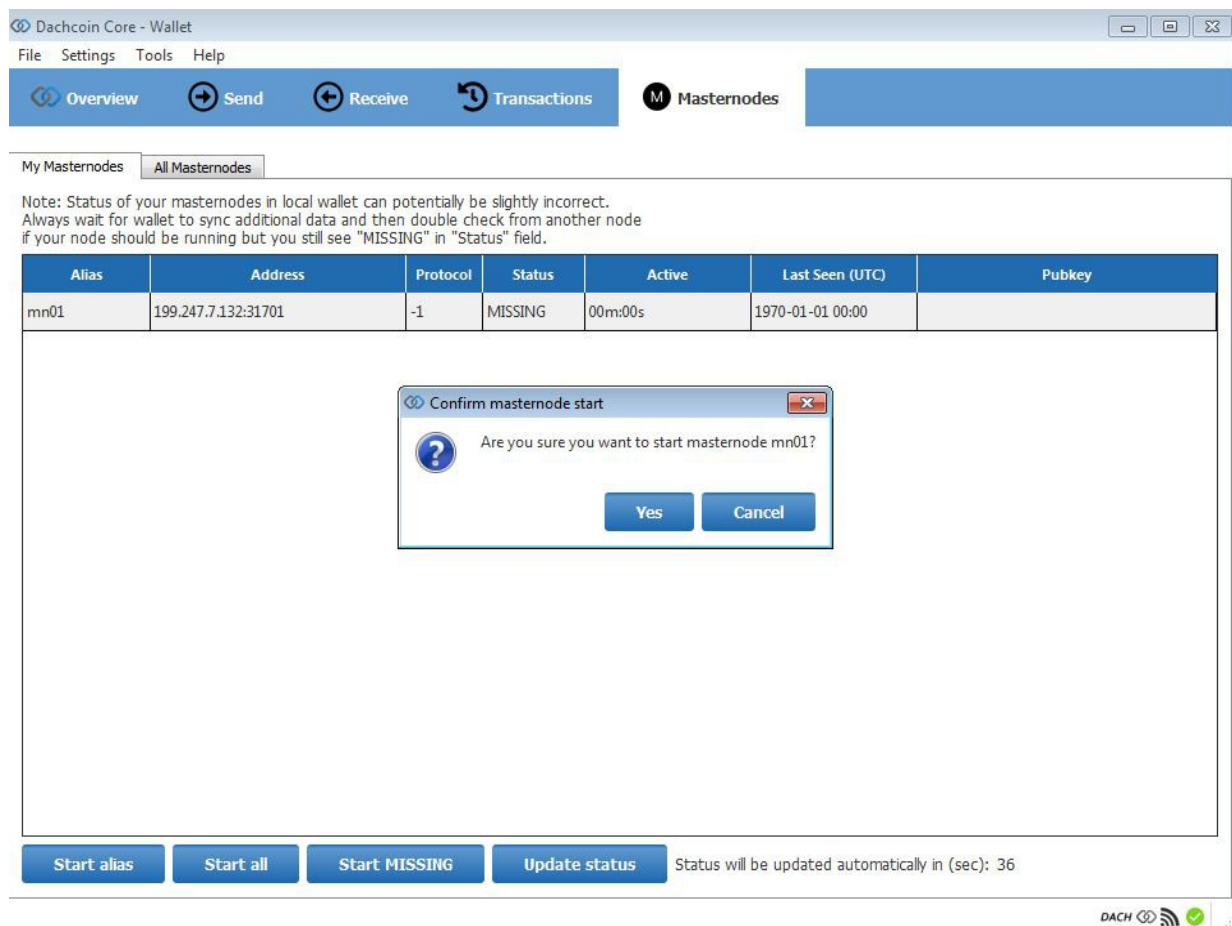 Dachcoin Core - Wallet
File Settings Tools Help
Overview Send Receive Transactions M Masternodes
My Masternodes All Masternodes
Note: Status of your masternodes in local wallet can potentially be slightly incorrect.
Always wait for wallet to sync additional data and then double check from another node
if your node should be running but you still see "MISSING" in "Status" field.
Alias Address Protocol Status Active Last Seen (UTC) Pubkey
mn01 199.247.7.132:31701 -1 MISSING 00m:00s 1970-01-01 00:00
Confirm masternode start
? Are you sure you want to start masternode mn01?
Yes Cancel
Start alias Start all Start MISSING Update status Status will be updated automatically in (sec): 36
DACH